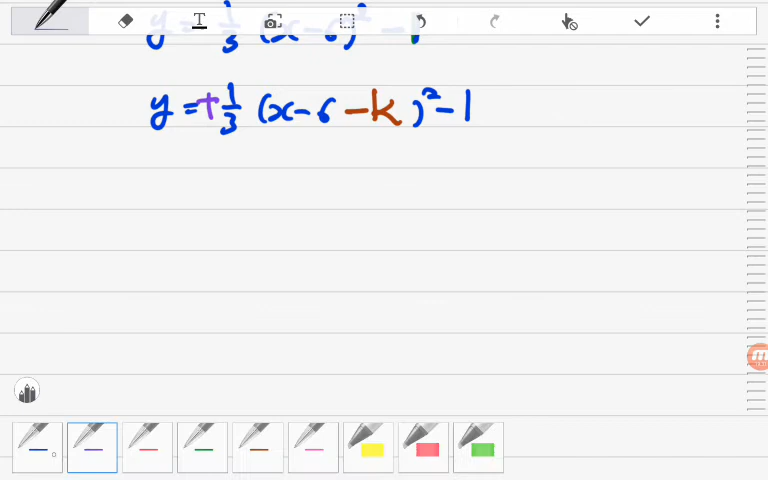 y = + 1/3 (x - 6 - k)² - 1